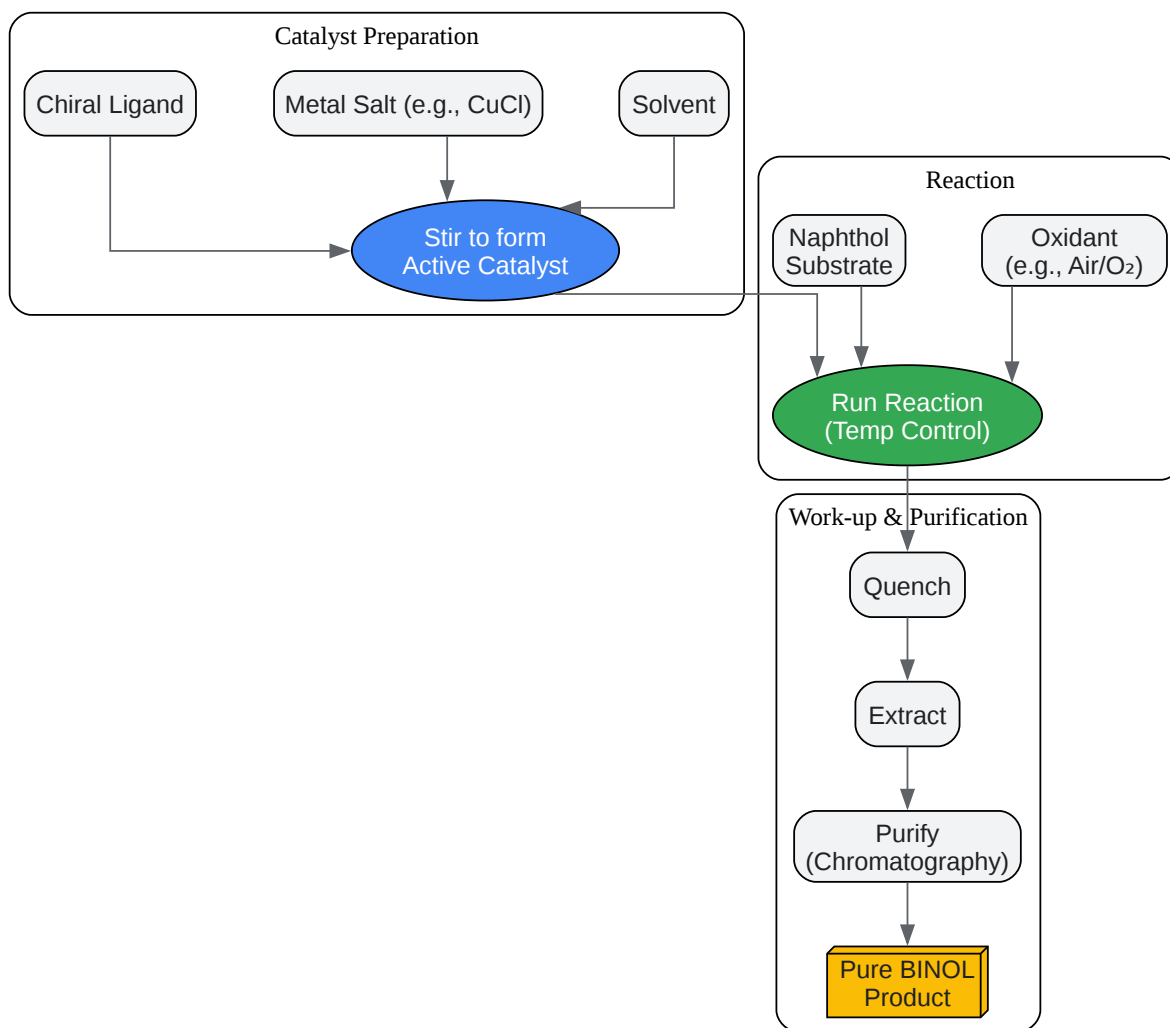 Catalyst Preparation
Chiral Ligand
Metal Salt (e.g., CuCl)
Solvent
Stir to form
Active Catalyst
Reaction
Naphthol
Substrate
Oxidant
(e.g., Air/O₂)
Run Reaction
(Temp Control)
Work-up & Purification
Quench
Extract
Purify
(Chromatography)
Pure BINOL
Product